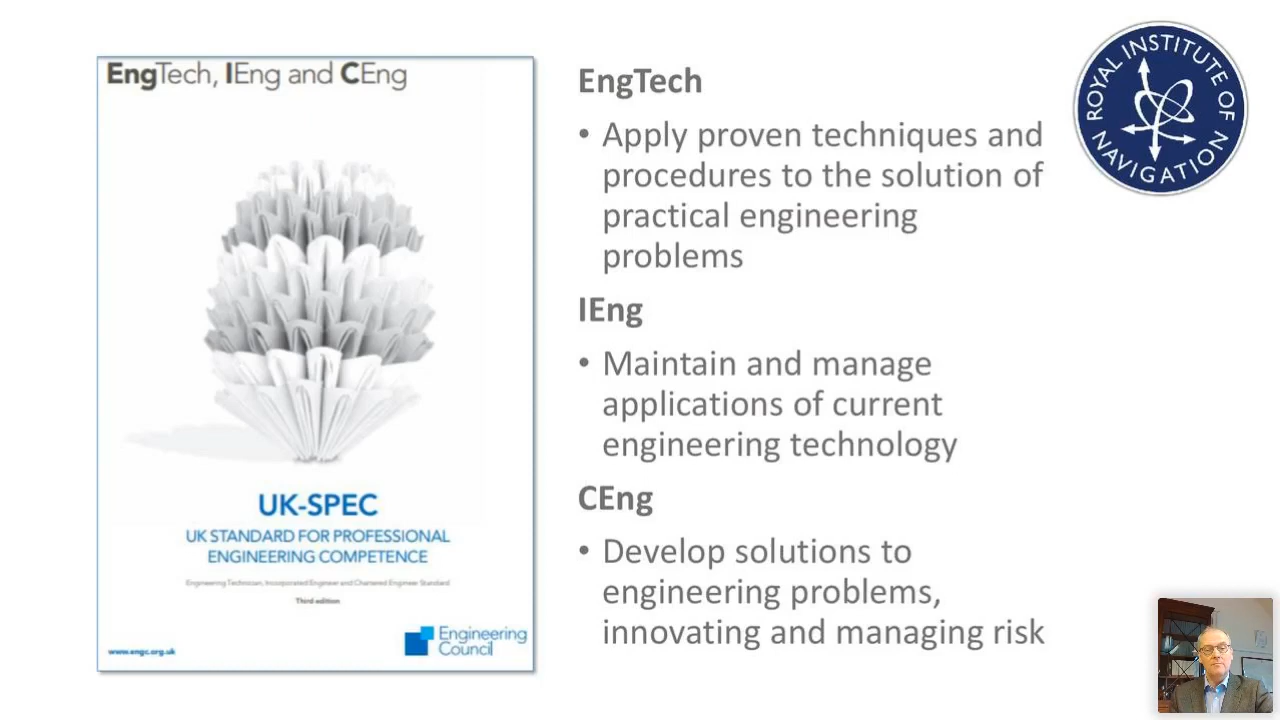 EngTech, IEng and CEng
UK-SPEC
UK STANDARD FOR PROFESSIONAL
ENGINEERING COMPETENCE
Engineering Technician, Incorporated Engineer and Chartered Engineer Standard
Third edition
www.engc.org.uk
Engineering
Council
EngTech
• Apply proven techniques and
procedures to the solution of
practical engineering
problems
IEng
• Maintain and manage
applications of current
engineering technology
CEng
• Develop solutions to
engineering problems,
innovating and managing risk
ROYAL INSTITUTE OF
NAVIGATION